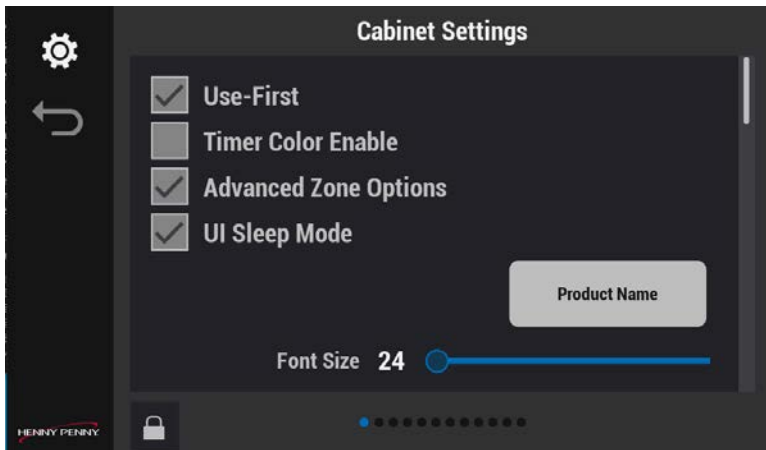 Cabinet Settings
Use-First
Timer Color Enable
Advanced Zone Options
UI Sleep Mode
Product Name
Font Size 24
HENNY PENNY